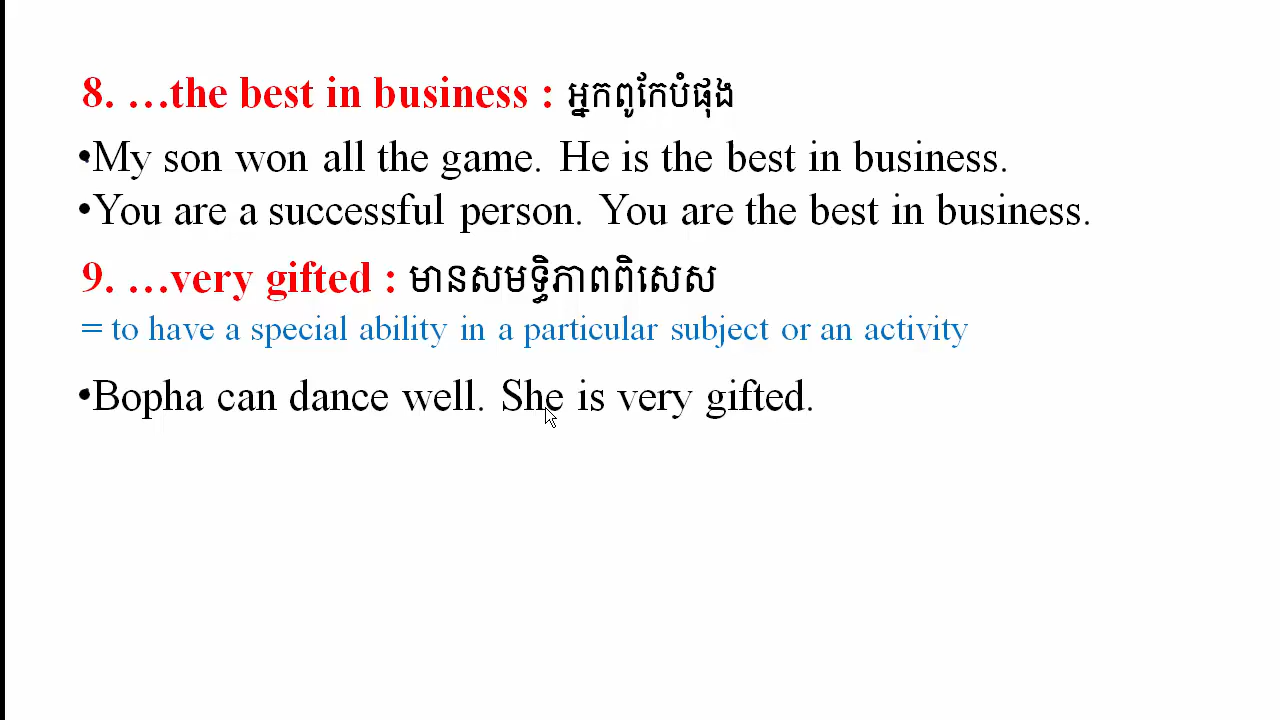 8. …the best in business : អ្នកពូកែបំផុង
•My son won all the game. He is the best in business.
•You are a successful person. You are the best in business.
9. …very gifted : មានសមទ្ធិភាពពិសេស
= to have a special ability in a particular subject or an activity
•Bopha can dance well. She is very gifted.